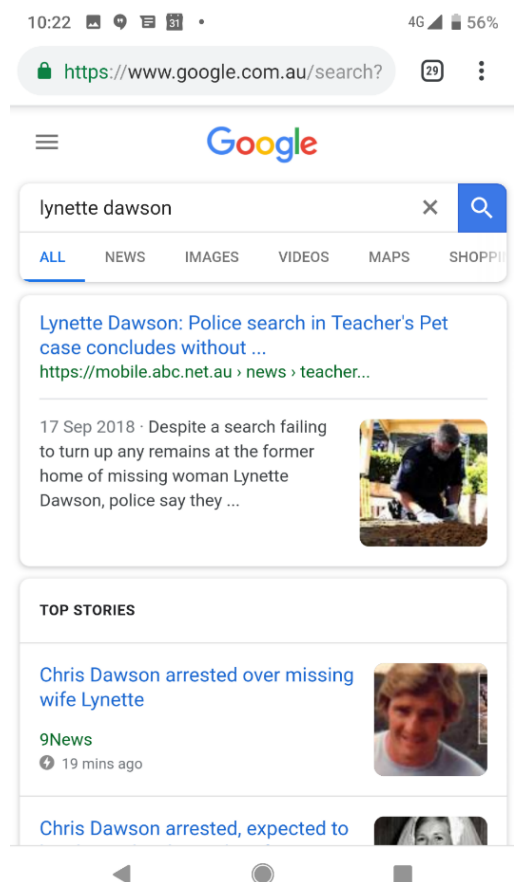 10:22
31
4G
56%
https://www.google.com.au/search?
29
Google
lynette dawson
ALL NEWS IMAGES VIDEOS MAPS SHOPPI
Lynette Dawson: Police search in Teacher's Pet
case concludes without ...
https://mobile.abc.net.au › news › teacher...
17 Sep 2018 · Despite a search failing
to turn up any remains at the former
home of missing woman Lynette
Dawson, police say they ...
TOP STORIES
Chris Dawson arrested over missing
wife Lynette
9News
19 mins ago
Chris Dawson arrested, expected to